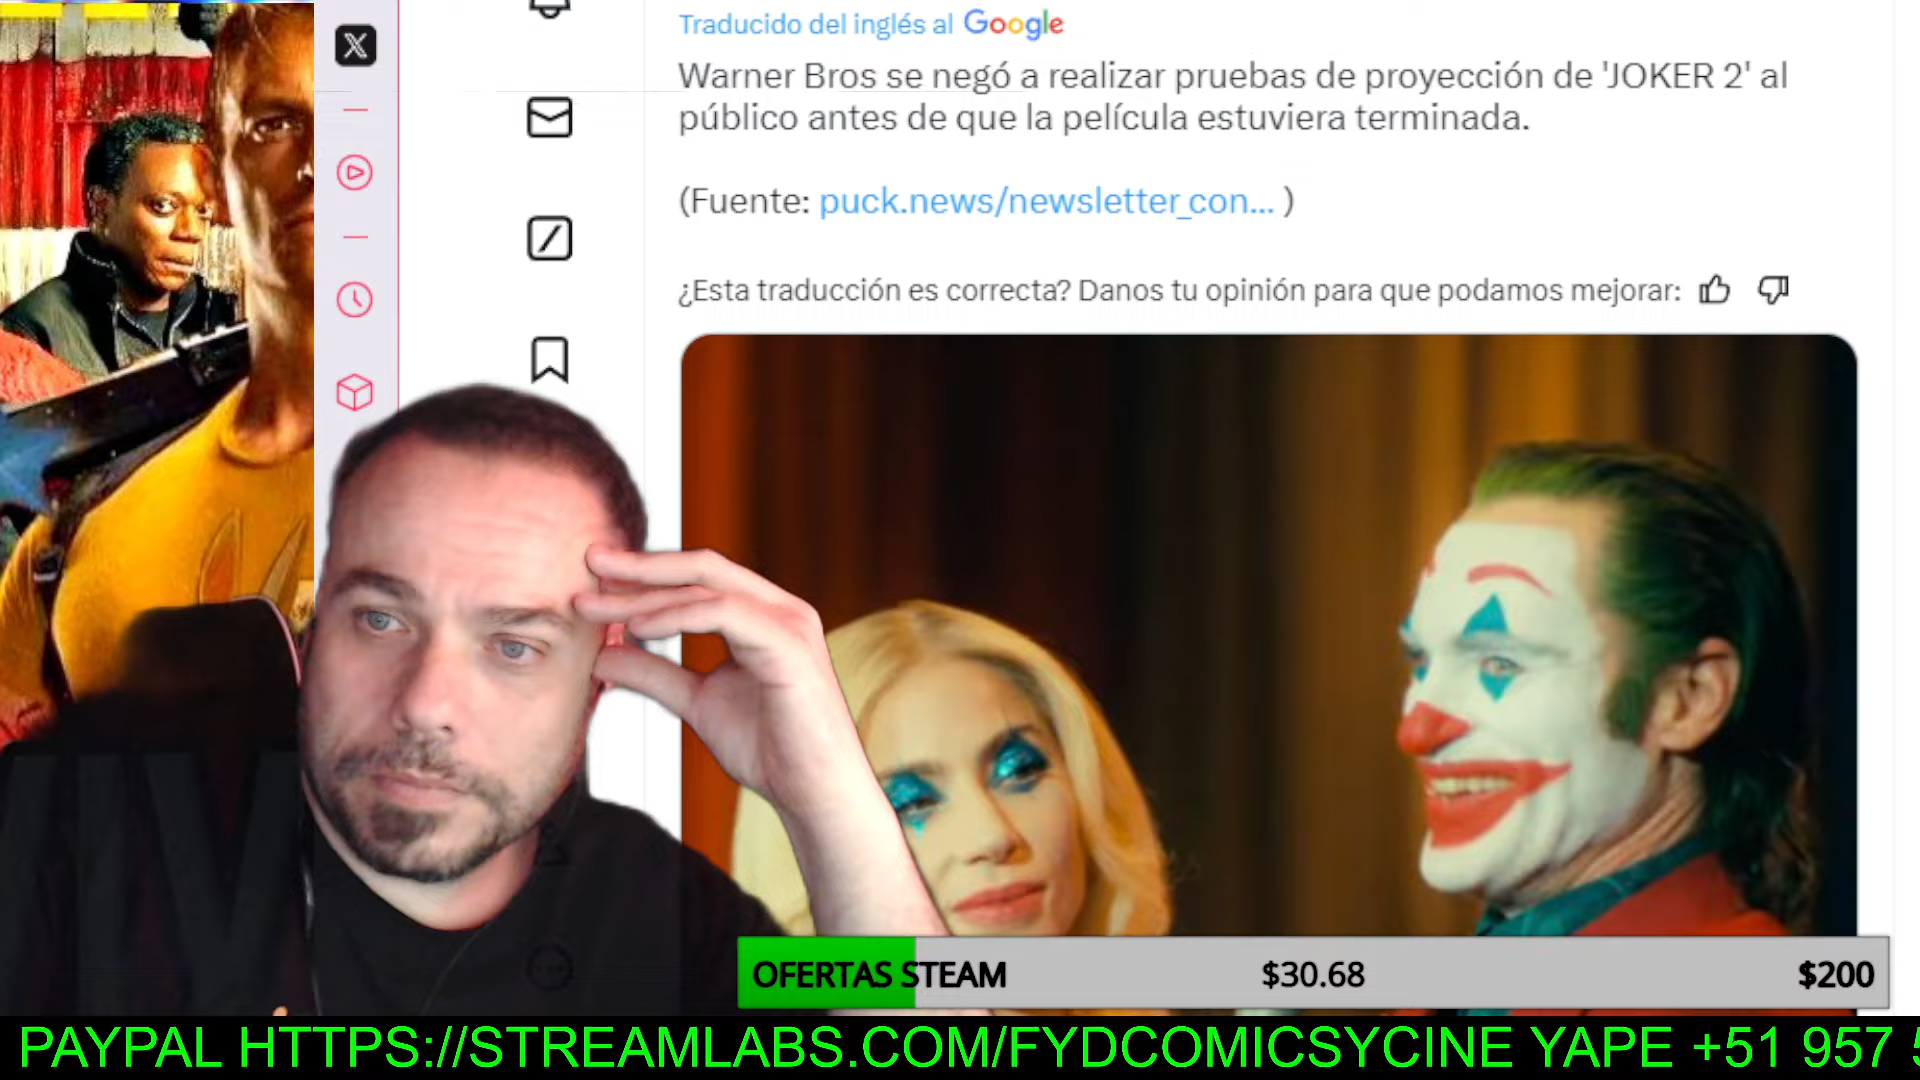 Traducido del inglés al Google
Warner Bros se negó a realizar pruebas de proyección de 'JOKER 2' al
público antes de que la película estuviera terminada.
(Fuente: puck.news/newsletter_con... )
¿Esta traducción es correcta? Danos tu opinión para que podamos mejorar:
OFERTAS STEAM $30.68 $200
PAYPAL HTTPS://STREAMLABS.COM/FYDCOMICSYCINE YAPE +51 957